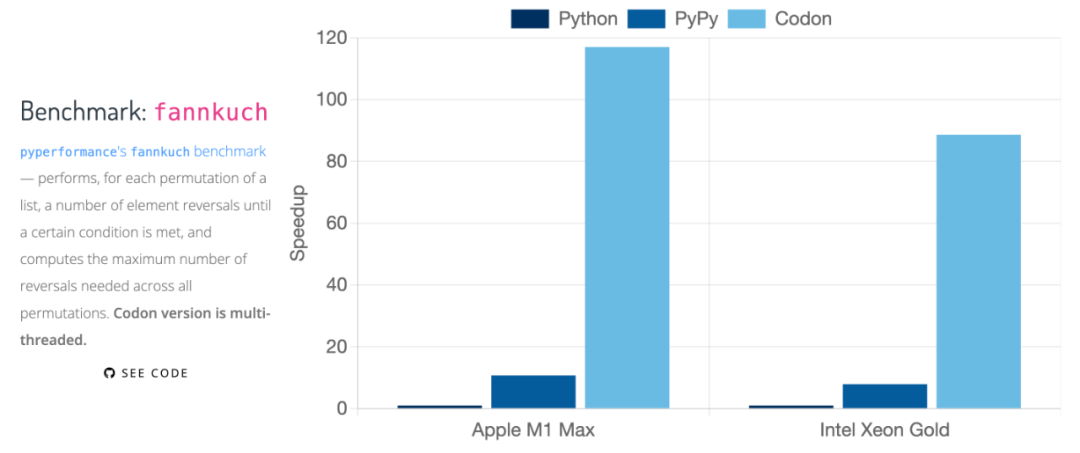 Benchmark: fannkuch
pyperformance's fannkuch benchmark
— performs, for each permutation of a
list, a number of element reversals until
a certain condition is met, and
computes the maximum number of
reversals needed across all
permutations. Codon version is multi-
threaded.
SEE CODE
Python PyPy Codon
Speedup
120
100
80
60
40
20
0
Apple M1 Max Intel Xeon Gold